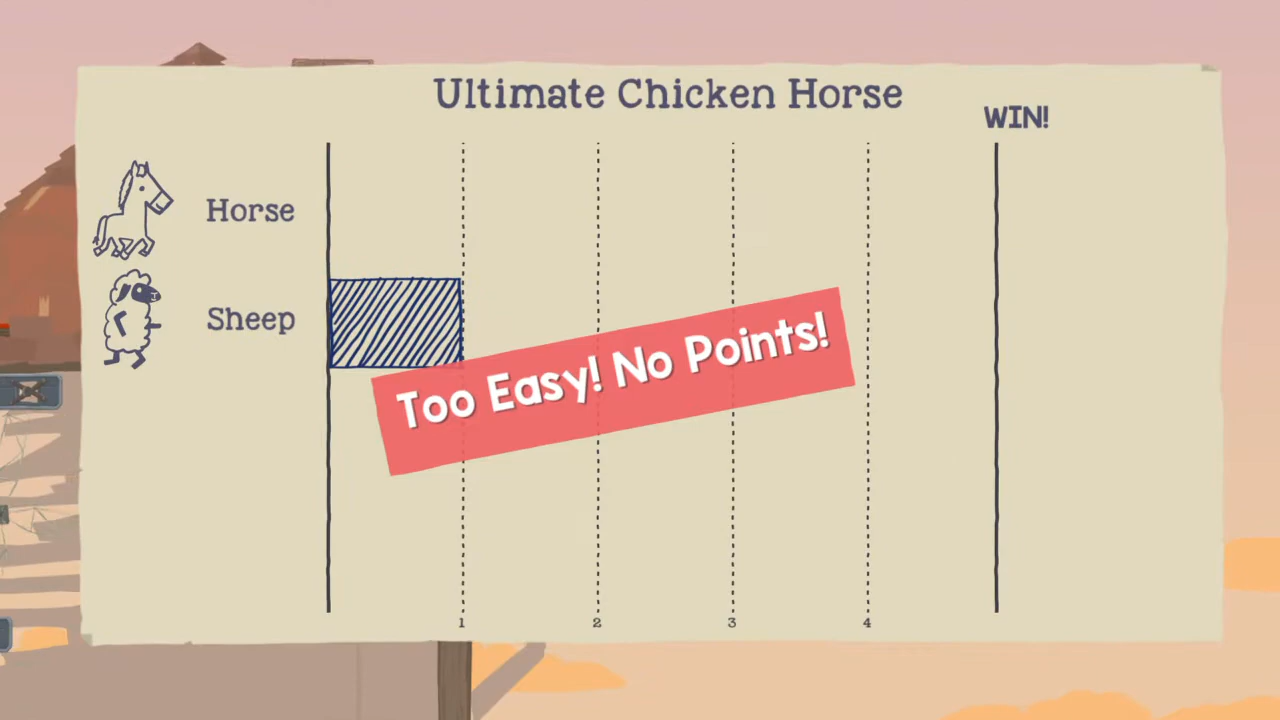 Ultimate Chicken Horse
WIN!
Horse
Sheep
Too Easy! No Points!
1 2 3 4